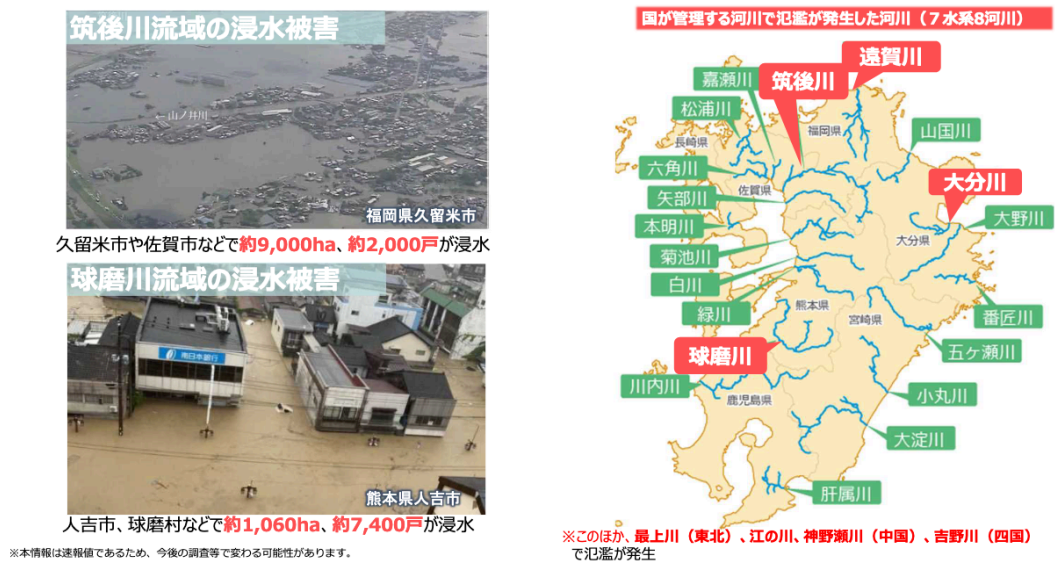 筑後川流域の浸水被害
←山ノ井川
福岡県久留米市
久留米市や佐賀市などで約9,000ha、約2,000戸が浸水
球磨川流域の浸水被害
南日本銀行
熊本県人吉市
人吉市、球磨村などで約1,060ha、約7,400戸が浸水
※本情報は速報値であるため、今後の調査等で変わる可能性があります。
国が管理する河川で氾濫が発生した河川(7水系8河川)
遠賀川
嘉瀬川
筑後川
松浦川
福岡県
山国川
長崎県
六角川
佐賀県
大分川
矢部川
大野川
本明川
大分県
菊池川
白川
緑川
熊本県
宮崎県
番匠川
球磨川
五ヶ瀬川
川内川
鹿児島県
小丸川
大淀川
肝属川
※このほか、最上川(東北)、江の川、神野瀬川(中国)、吉野川(四国)
で氾濫が発生